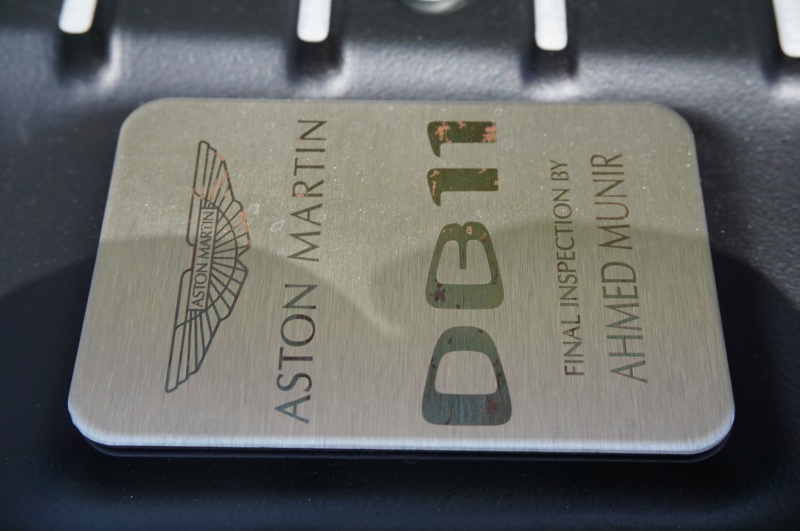 ASTON MARTIN
ASTON MARTIN
DB11
FINAL INSPECTION BY
AHMED MUNIR